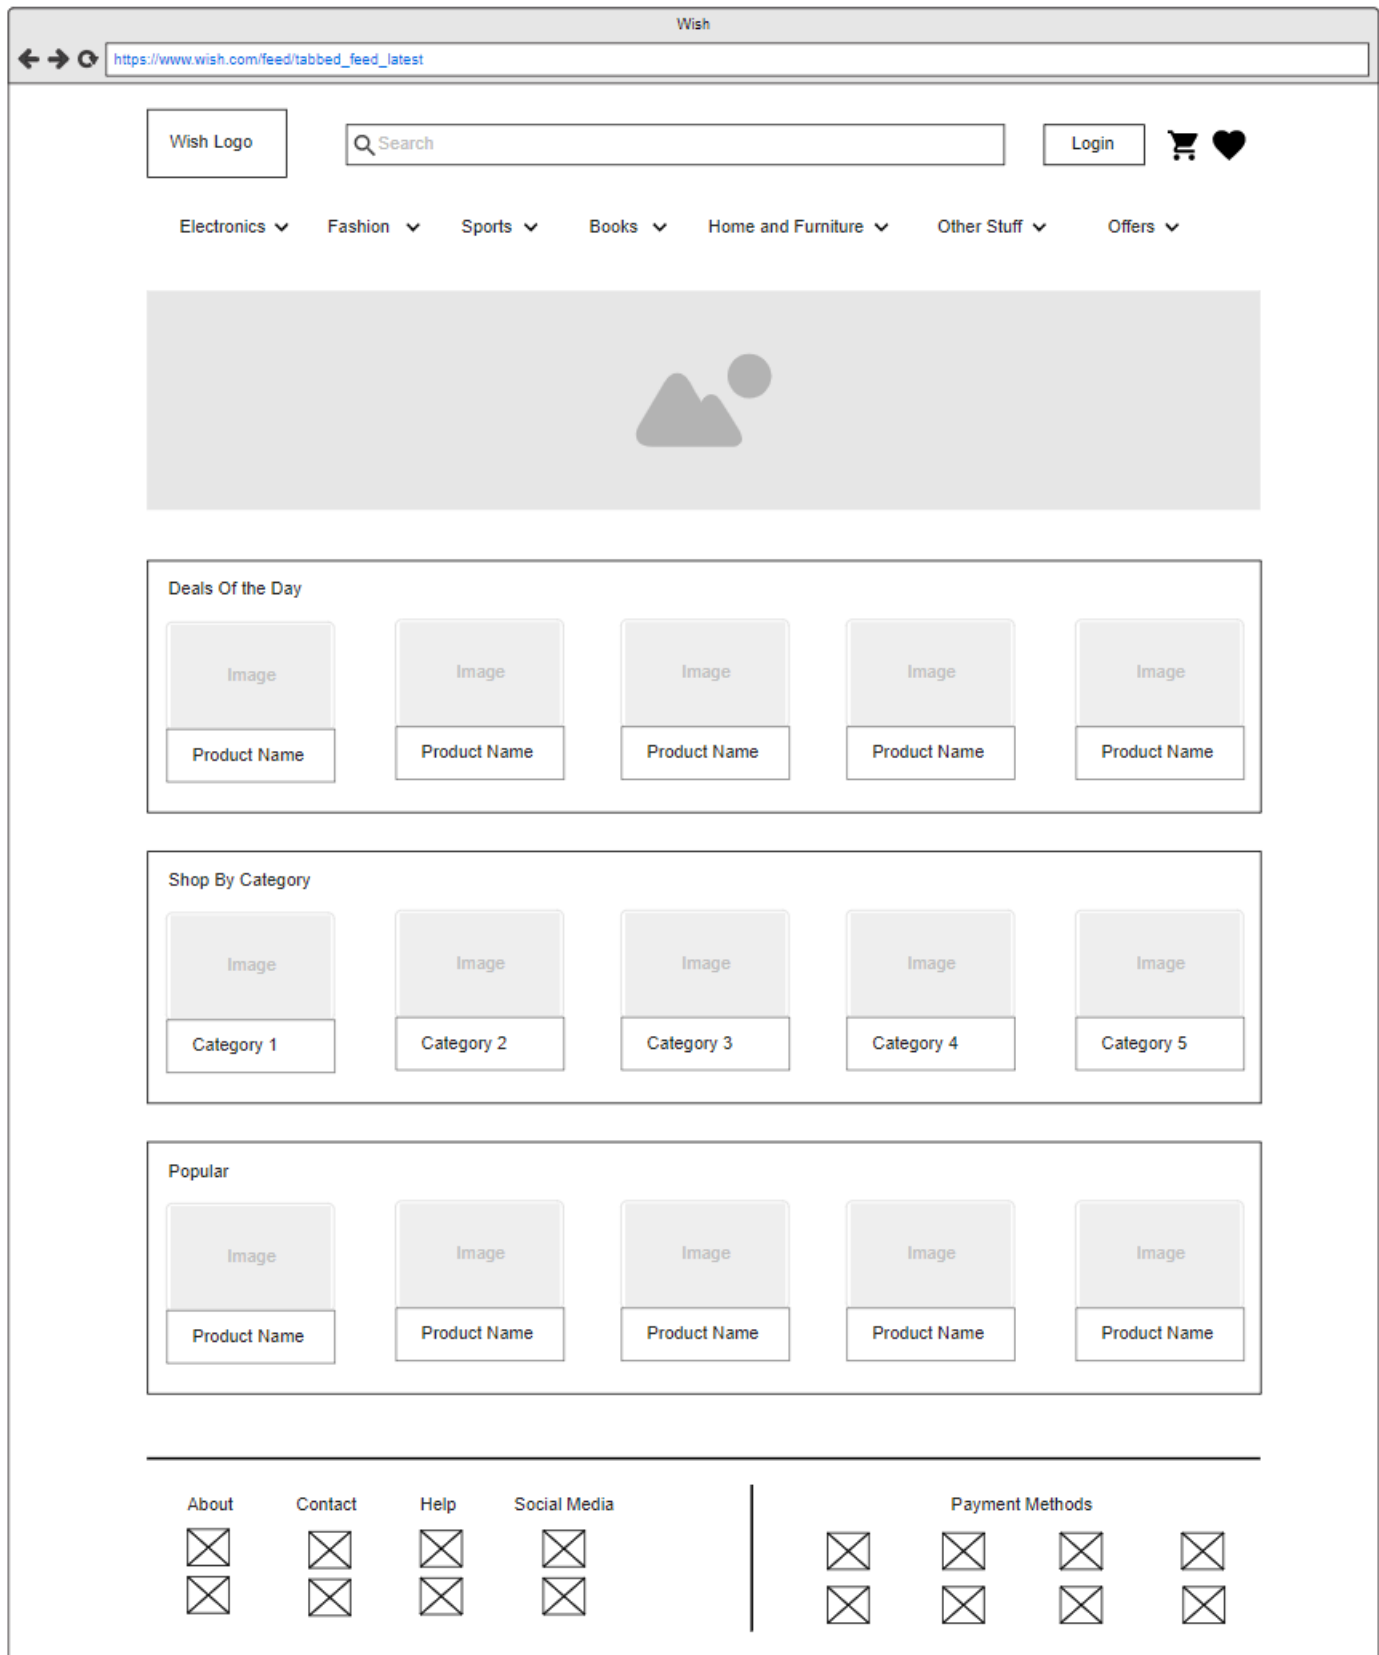 Wish
https://www.wish.com/feed/tabbed_feed_latest
Wish Logo
Search
Login
Electronics Fashion Sports Books Home and Furniture Other Stuff Offers
Deals Of the Day
Image Image Image Image Image
Product Name Product Name Product Name Product Name Product Name
Shop By Category
Image Image Image Image Image
Category 1 Category 2 Category 3 Category 4 Category 5
Popular
Image Image Image Image Image
Product Name Product Name Product Name Product Name Product Name
About Contact Help Social Media Payment Methods